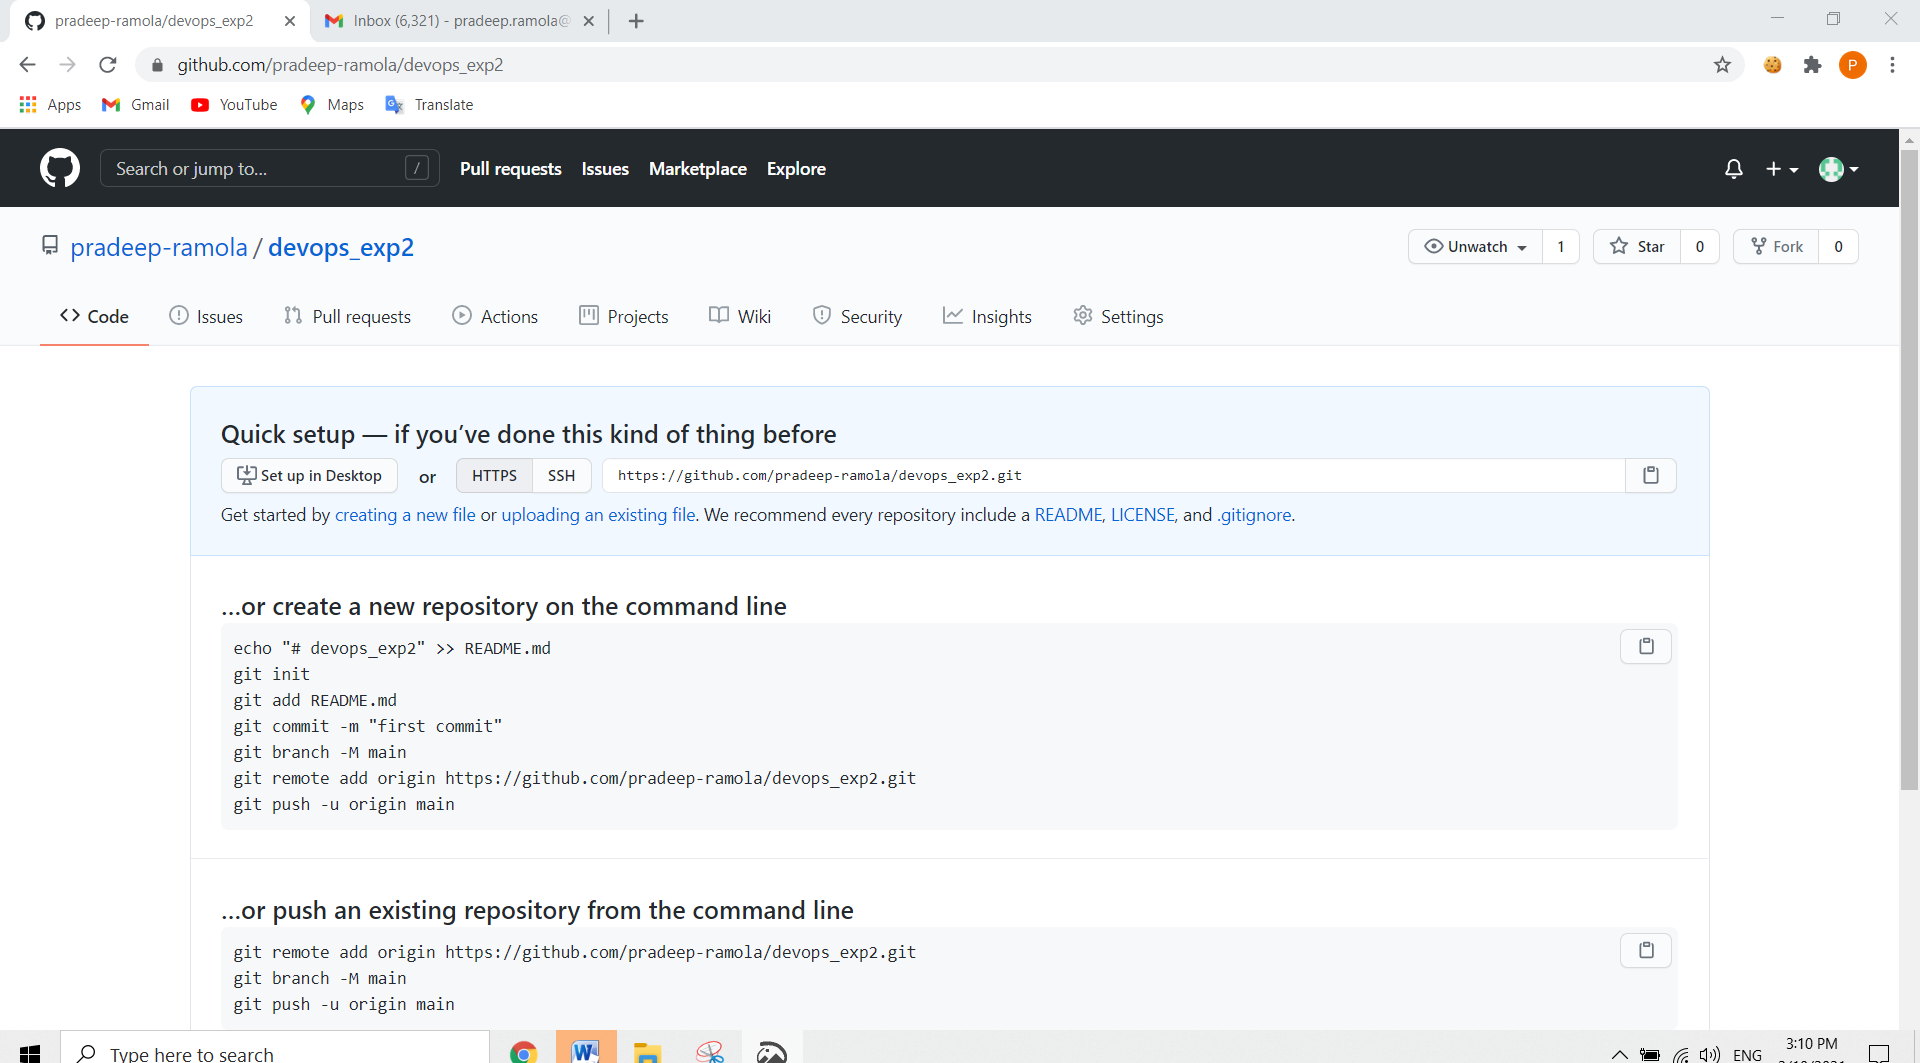 pradeep-ramola/devops_exp2
Inbox (6,321) - pradeep.ramola@
github.com/pradeep-ramola/devops_exp2
P
Apps Gmail YouTube Maps Translate
Search or jump to... /
Pull requests Issues Marketplace Explore
pradeep-ramola / devops_exp2
Unwatch 1 Star 0 Fork 0
Code Issues Pull requests Actions Projects Wiki Security Insights Settings
Quick setup — if you’ve done this kind of thing before
Set up in Desktop or HTTPS SSH https://github.com/pradeep-ramola/devops_exp2.git
Get started by creating a new file or uploading an existing file. We recommend every repository include a README, LICENSE, and .gitignore.
…or create a new repository on the command line
echo "# devops_exp2" >> README.md
git init
git add README.md
git commit -m "first commit"
git branch -M main
git remote add origin https://github.com/pradeep-ramola/devops_exp2.git
git push -u origin main
…or push an existing repository from the command line
git remote add origin https://github.com/pradeep-ramola/devops_exp2.git
git branch -M main
git push -u origin main
Type here to search
ENG
3:10 PM